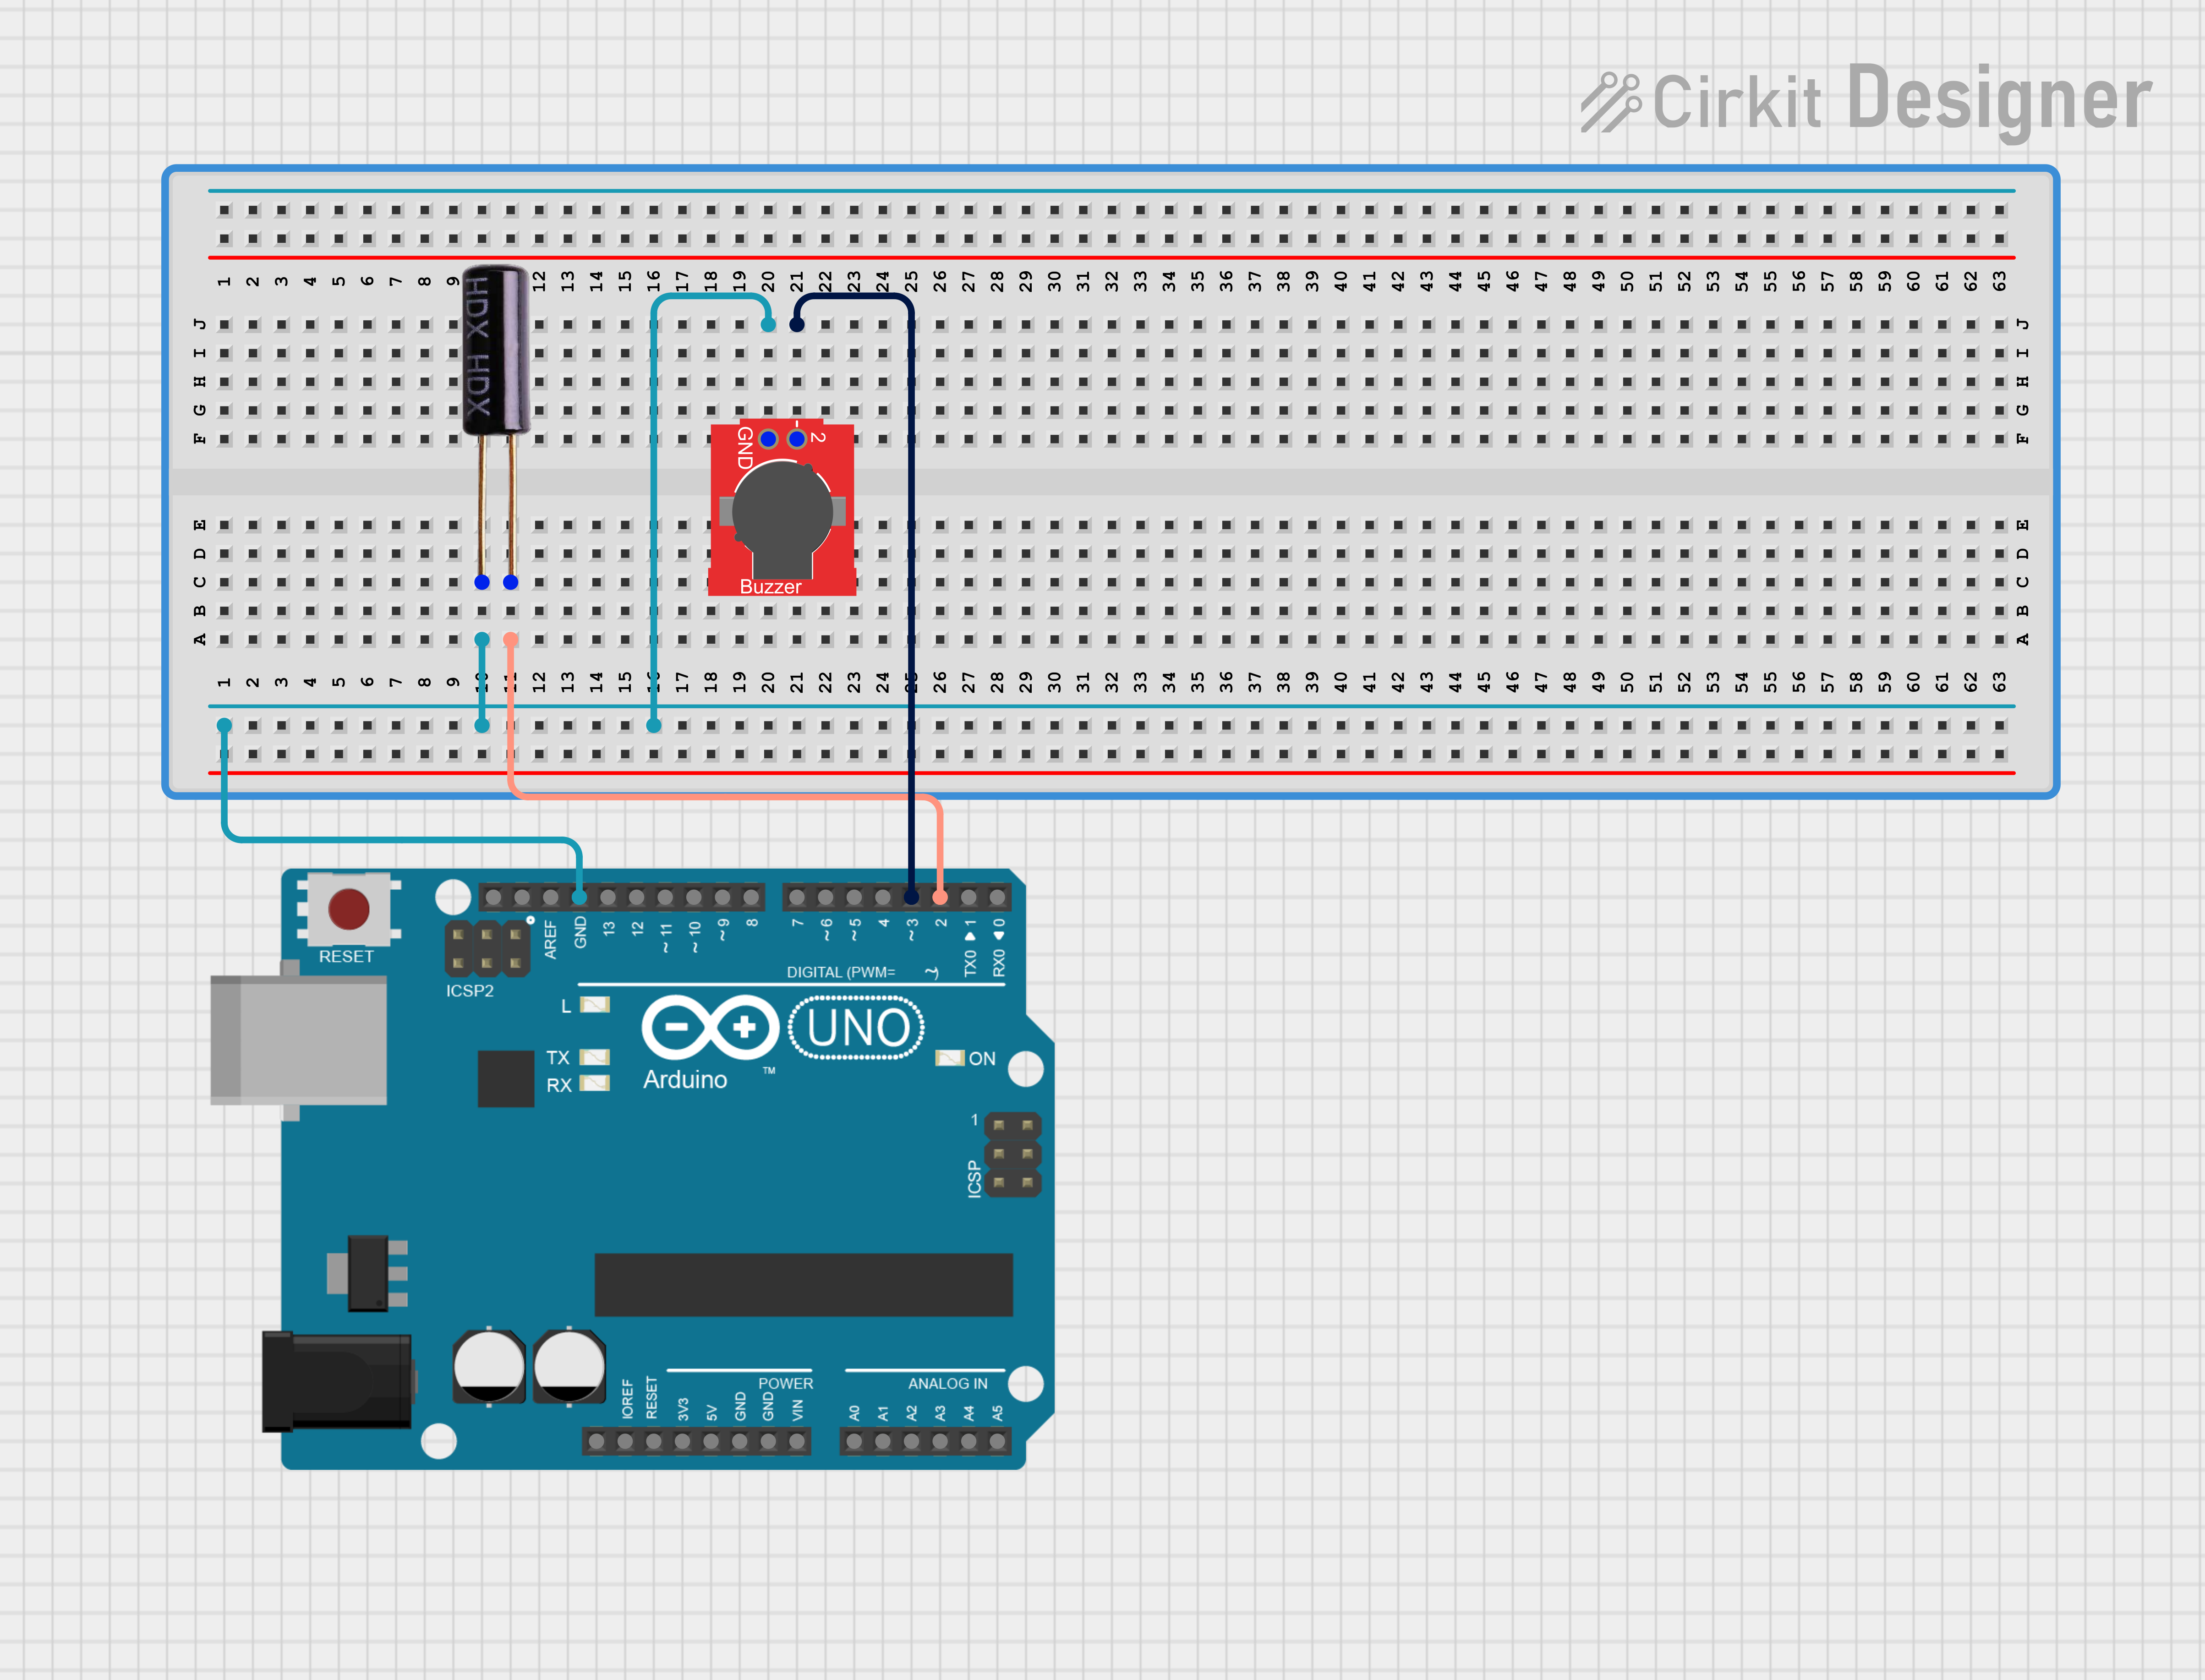 Cirkit Designer
1 2 3 4 5 6 7 8 9 12 13 14 15 16 17 18 19 20 21 22 23 24 25 26 27 28 29 30 31 32 33 34 35 36 37 38 39 40 41 42 43 44 45 46 47 48 49 50 51 52 53 54 55 56 57 58 59 60 61 62 63
HDX HDX
J J
I I
H H
G G
F F
GND - 2
E E
D D
C C
Buzzer
B B
A A
1 2 3 4 5 6 7 8 9 10 11 12 13 14 15 16 17 18 19 20 21 22 23 24 25 26 27 28 29 30 31 32 33 34 35 36 37 38 39 40 41 42 43 44 45 46 47 48 49 50 51 52 53 54 55 56 57 58 59 60 61 62 63
RESET
AREF GND 13 12 ~11 ~10 ~9 8 7 ~6 ~5 4 ~3 2 TX0 ▶ 1 RX0 ◀ 0
DIGITAL (PWM= ~)
ICSP2
L
UNO
TX
ON
RX
Arduino ™
1
ICSP
POWER
ANALOG IN
IOREF RESET 3V3 5V GND GND VIN A0 A1 A2 A3 A4 A5